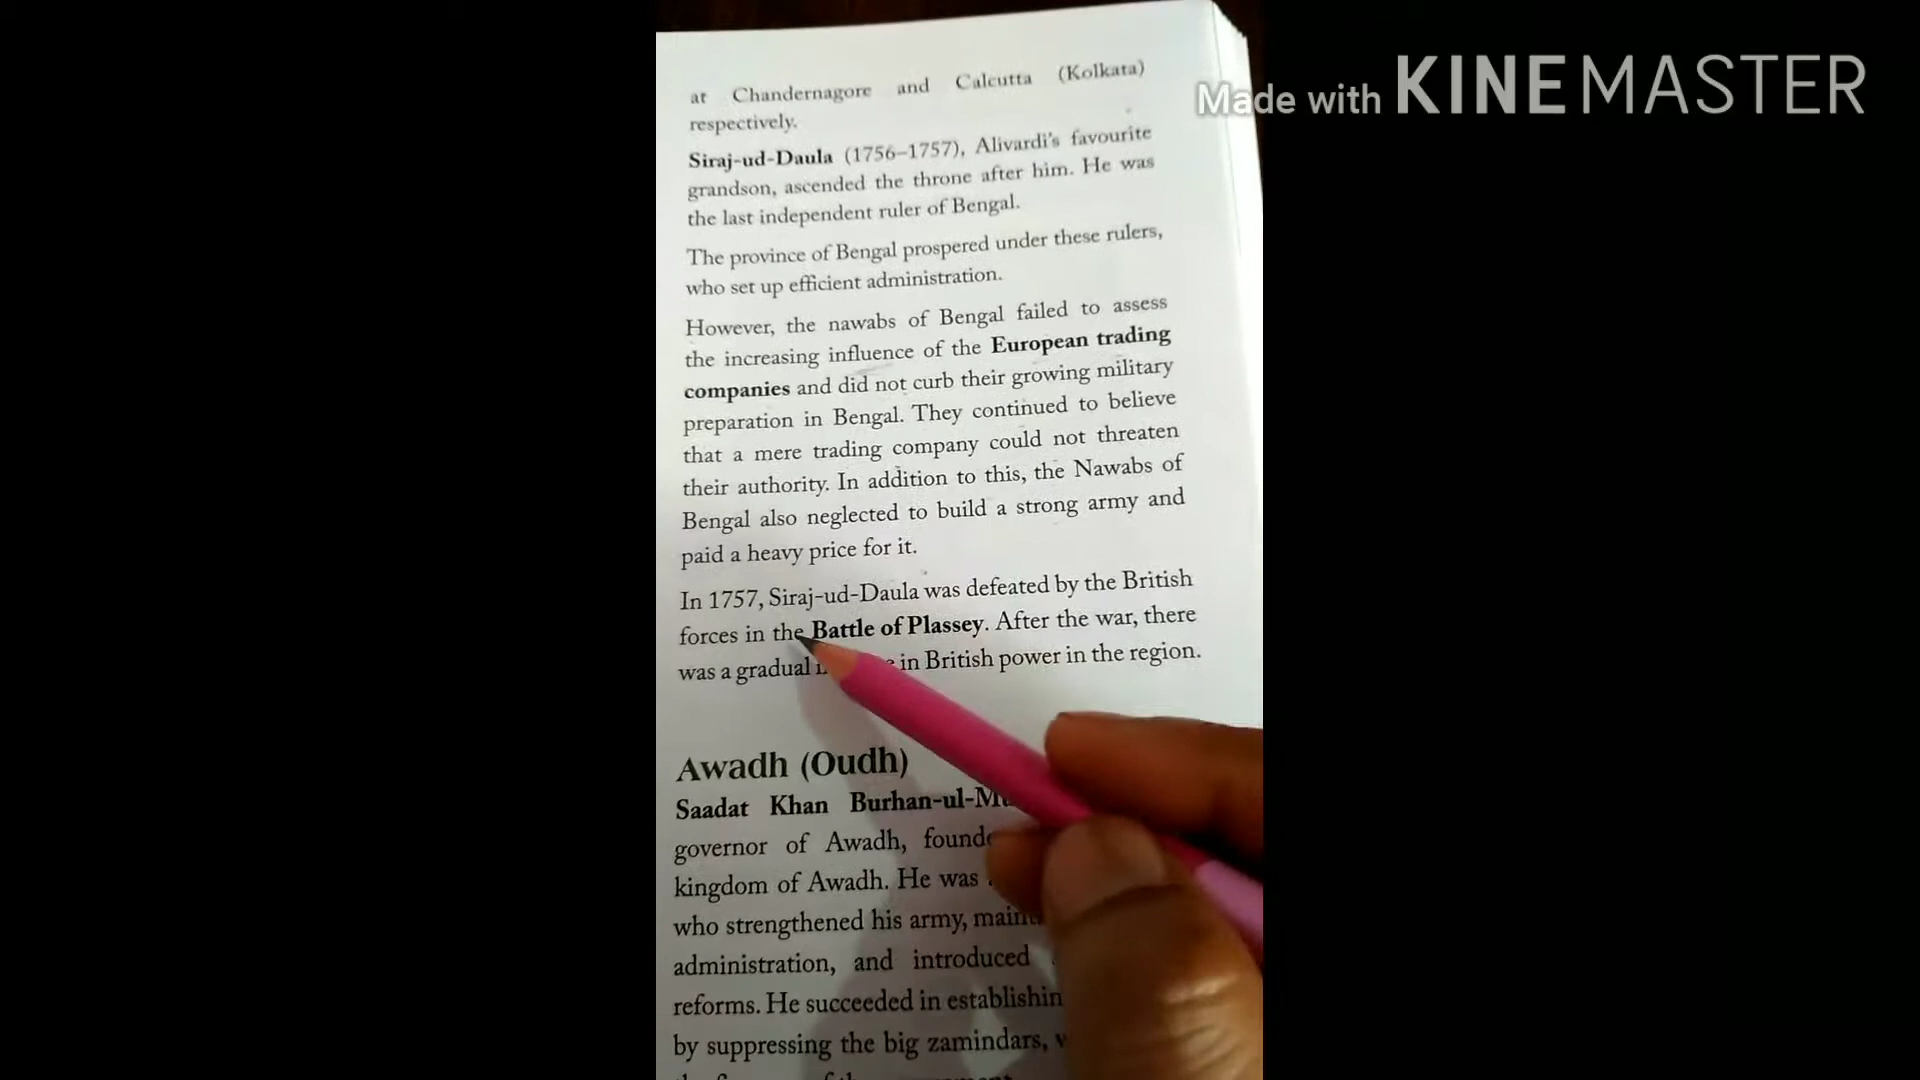 at Chandernagore and Calcutta (Kolkata)
respectively.
Siraj-ud-Daula (1756–1757), Alivardi's favourite
grandson, ascended the throne after him. He was
the last independent ruler of Bengal.
The province of Bengal prospered under these rulers,
who set up efficient administration.
However, the nawabs of Bengal failed to assess
the increasing influence of the European trading
companies and did not curb their growing military
preparation in Bengal. They continued to believe
that a mere trading company could not threaten
their authority. In addition to this, the Nawabs of
Bengal also neglected to build a strong army and
paid a heavy price for it.
In 1757, Siraj-ud-Daula was defeated by the British
forces in the Battle of Plassey. After the war, there
was a gradual in British power in the region.
Awadh (Oudh)
Saadat Khan
governor of Awadh,
kingdom of Awadh. He was
who strengthened his army,
administration, and introduced
reforms. He succeeded in
by suppressing the big zamindars,
Made with KINEMASTER